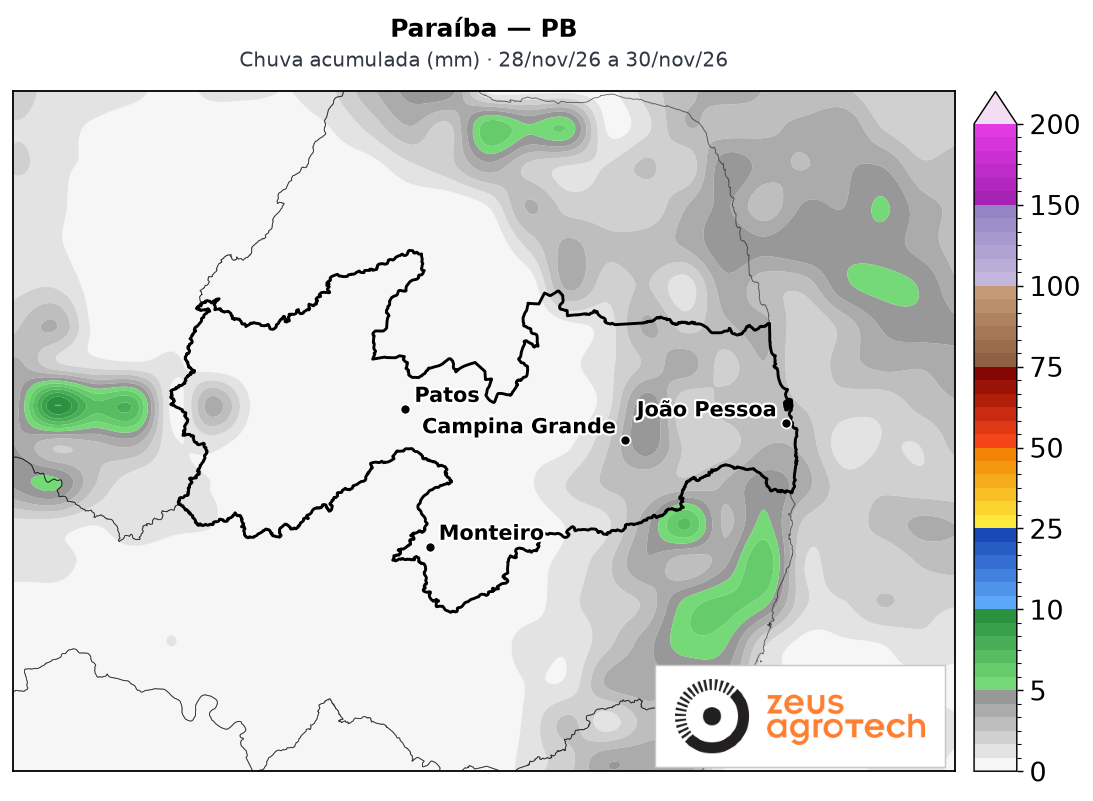 Paraíba — PB
Chuva acumulada (mm) · 28/nov/26 a 30/nov/26
200
150
100
75
50
25
10
5
0
Patos
Campina Grande
João Pessoa
Monteiro
zeus
agrotech